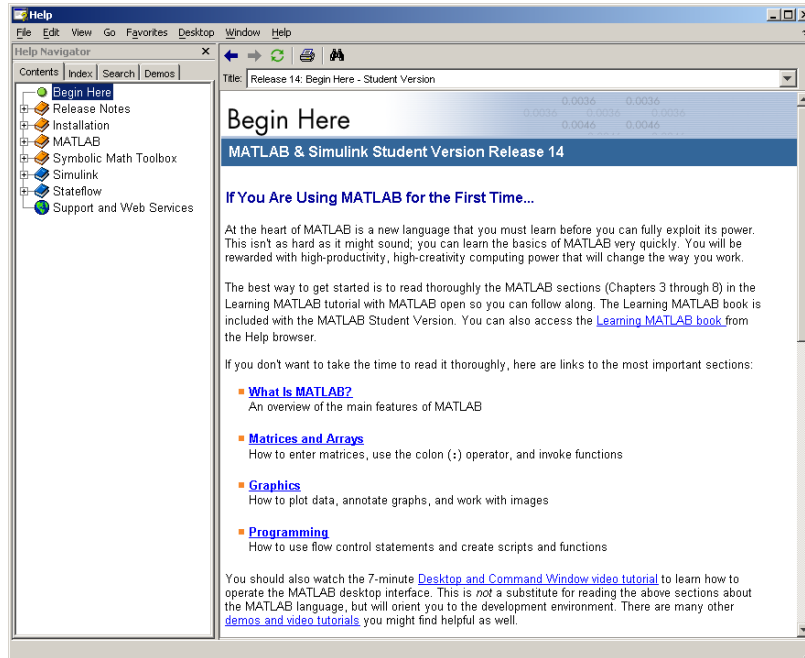 Help
File Edit View Go Favorites Desktop Window Help
Help Navigator
Contents Index Search Demos
Begin Here
Release Notes
Installation
MATLAB
Symbolic Math Toolbox
Simulink
Stateflow
Support and Web Services
Title: Release 14: Begin Here - Student Version
0.0036 0.0036
0.0036 0.0036 0.0036
0.0046 0.0046
Begin Here
MATLAB & Simulink Student Version Release 14
If You Are Using MATLAB for the First Time...
At the heart of MATLAB is a new language that you must learn before you can fully exploit its power.
This isn't as hard as it might sound; you can learn the basics of MATLAB very quickly. You will be
rewarded with high-productivity, high-creativity computing power that will change the way you work.
The best way to get started is to read thoroughly the MATLAB sections (Chapters 3 through 8) in the
Learning MATLAB tutorial with MATLAB open so you can follow along. The Learning MATLAB book is
included with the MATLAB Student Version. You can also access the Learning MATLAB book from
the Help browser.
If you don't want to take the time to read it thoroughly, here are links to the most important sections:
What Is MATLAB?
An overview of the main features of MATLAB
Matrices and Arrays
How to enter matrices, use the colon (:) operator, and invoke functions
Graphics
How to plot data, annotate graphs, and work with images
Programming
How to use flow control statements and create scripts and functions
You should also watch the 7-minute Desktop and Command Window video tutorial to learn how to
operate the MATLAB desktop interface. This is not a substitute for reading the above sections about
the MATLAB language, but will orient you to the development environment. There are many other
demos and video tutorials you might find helpful as well.